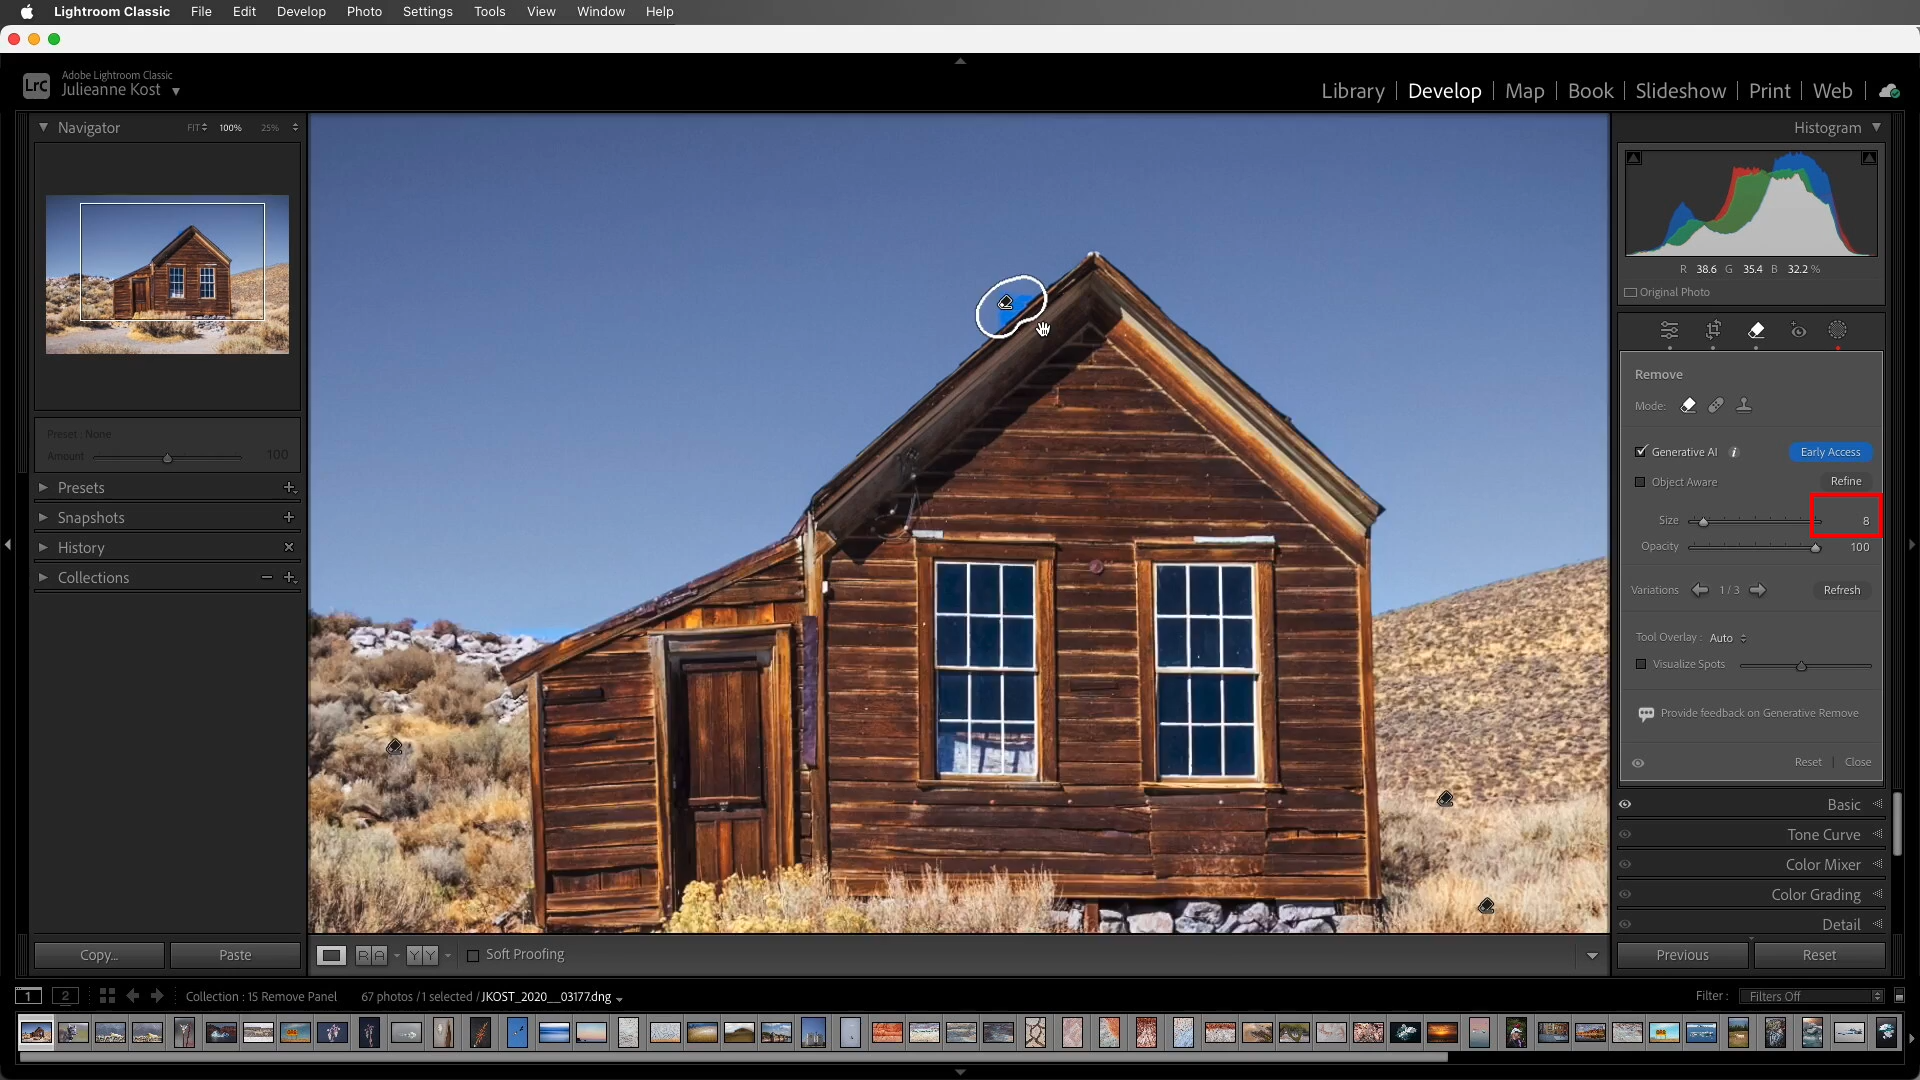 Lightroom Classic File Edit Develop Photo Settings Tools View Window Help
LrC
Adobe Lightroom Classic
Julieanne Kost
Library Develop Map Book Slideshow Print Web
Navigator FIT 100% 25%
Preset : None
Amount 100
Presets
Snapshots
History
Collections
Copy... Paste
Histogram
R 38.6 G 35.4 B 32.2 %
Original Photo
Remove
Mode:
Generative AI Early Access
Object Aware Refine
Size 8
Opacity 100
Variations 1 / 3 Refresh
Tool Overlay : Auto
Visualize Spots
Provide feedback on Generative Remove
Reset Close
Basic
Tone Curve
Color Mixer
Color Grading
Detail
Previous Reset
R A Y Y Soft Proofing
1 2 Collection : 15 Remove Panel 67 photos / 1 selected / JKOST_2020__03177.dng Filter : Filters Off